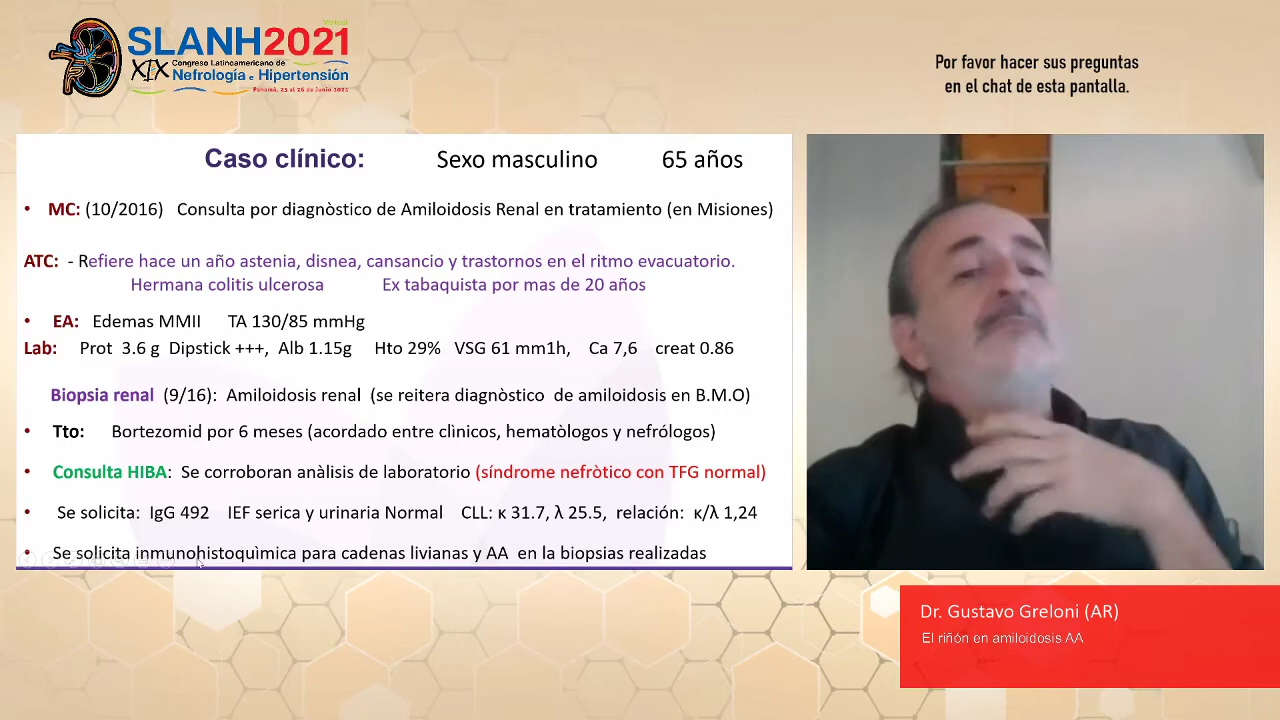 Virtual
SLANH2021
XIX Congreso Latinoamericano de
Nefrología e Hipertensión
Panamá, 23 al 26 de Junio 2021
Por favor hacer sus preguntas
en el chat de esta pantalla.
Caso clínico: Sexo masculino 65 años
• MC: (10/2016) Consulta por diagnòstico de Amiloidosis Renal en tratamiento (en Misiones)
ATC: - Refiere hace un año astenia, disnea, cansancio y trastornos en el ritmo evacuatorio.
Hermana colitis ulcerosa Ex tabaquista por mas de 20 años
• EA: Edemas MMII TA 130/85 mmHg
Lab: Prot 3.6 g Dipstick +++, Alb 1.15g Hto 29% VSG 61 mm1h, Ca 7,6 creat 0.86
Biopsia renal (9/16): Amiloidosis renal (se reitera diagnòstico de amiloidosis en B.M.O)
• Tto: Bortezomid por 6 meses (acordado entre clìnicos, hematòlogos y nefrólogos)
• Consulta HIBA: Se corroboran anàlisis de laboratorio (síndrome nefròtico con TFG normal)
• Se solicita: IgG 492 IEF serica y urinaria Normal CLL: κ 31.7, λ 25.5, relación: κ/λ 1,24
• Se solicita inmunohistoquìmica para cadenas livianas y AA en la biopsias realizadas
Dr. Gustavo Greloni (AR)
El riñón en amiloidosis AA